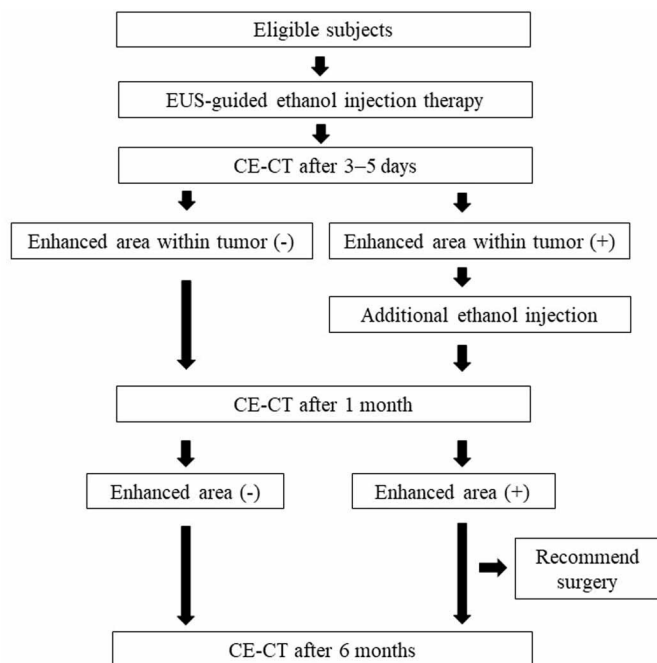 Eligible subjects
EUS-guided ethanol injection therapy
CE-CT after 3–5 days
Enhanced area within tumor (-)
Enhanced area within tumor (+)
Additional ethanol injection
CE-CT after 1 month
Enhanced area (-)
Enhanced area (+)
Recommend
surgery
CE-CT after 6 months